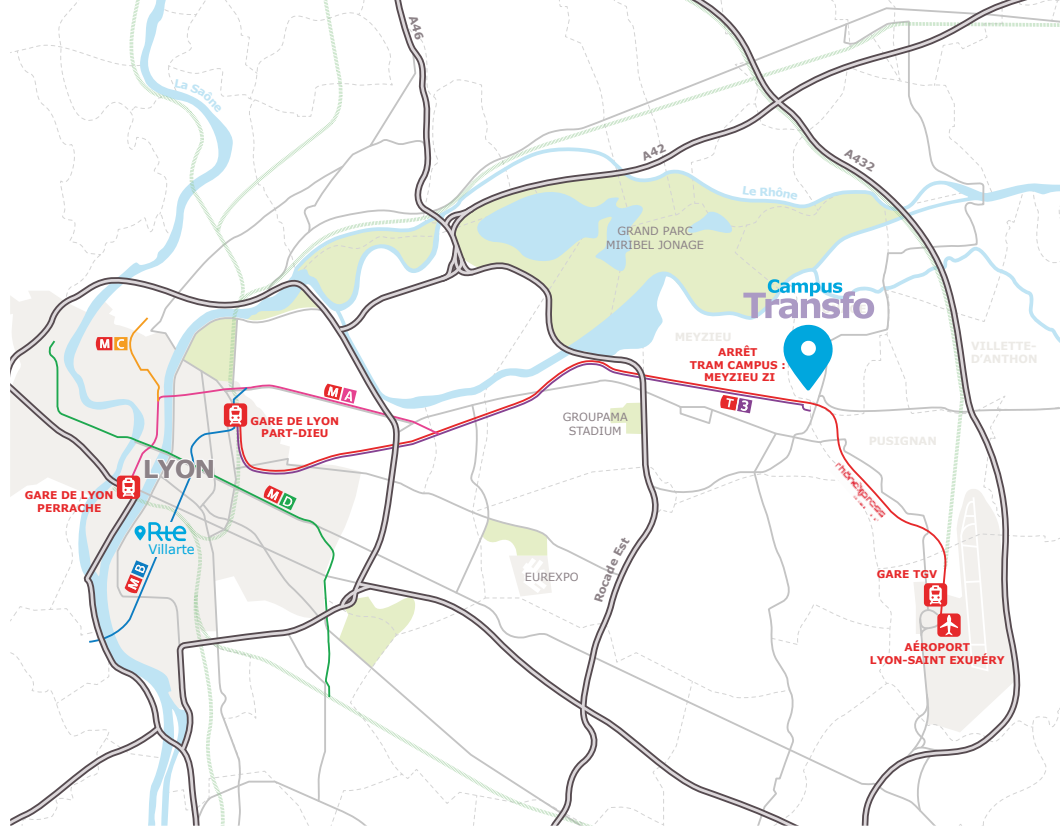 A46
La Saône
A42
A432
Le Rhône
GRAND PARC
MIRIBEL JONAGE
Campus
Transfo
MEYZIEU
VILLETTE-
D'ANTHON
M C
ARRÊT
TRAM CAMPUS :
MEYZIEU ZI
M A
T 3
GARE DE LYON
PART-DIEU
GROUPAMA
STADIUM
PUSIGNAN
LYON
rhônexpress
GARE DE LYON
PERRACHE
M D
Rte
Villarte
M B
EUREXPO
Rocade Est
GARE TGV
AÉROPORT
LYON-SAINT EXUPÉRY